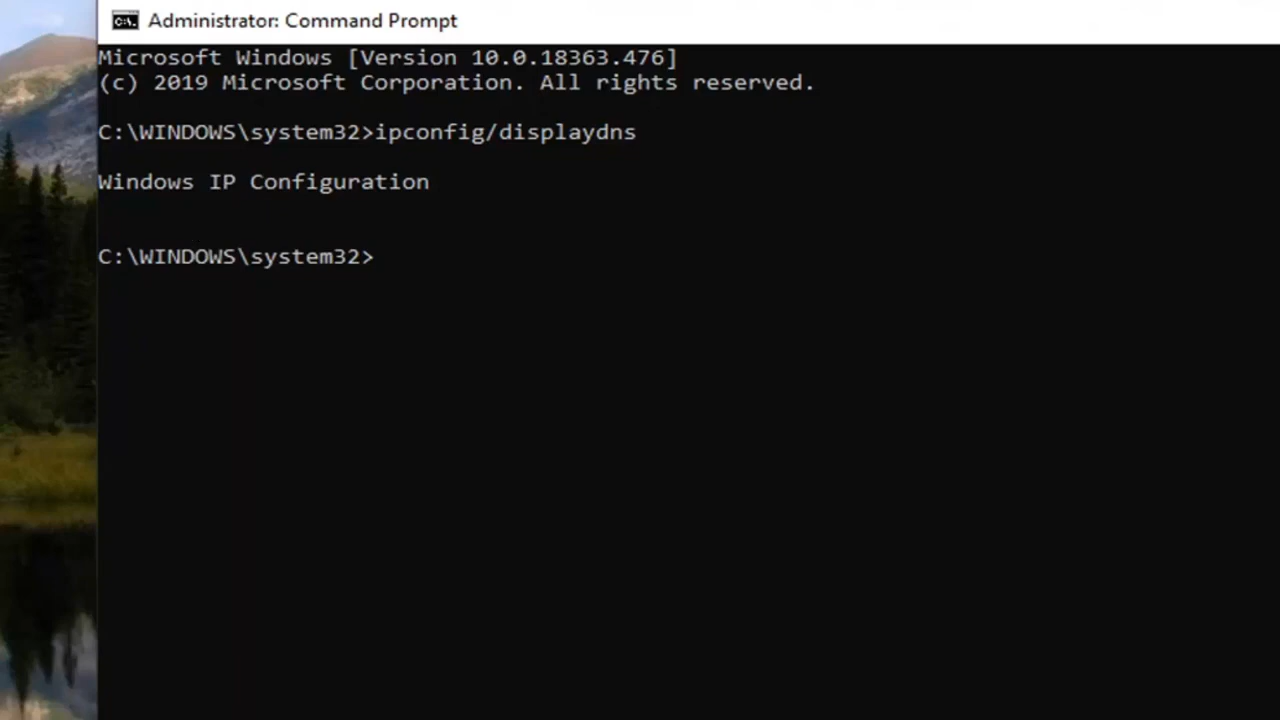 Administrator: Command Prompt
Microsoft Windows [Version 10.0.18363.476]
(c) 2019 Microsoft Corporation. All rights reserved.
C:\WINDOWS\system32>ipconfig/displaydns
Windows IP Configuration
C:\WINDOWS\system32>